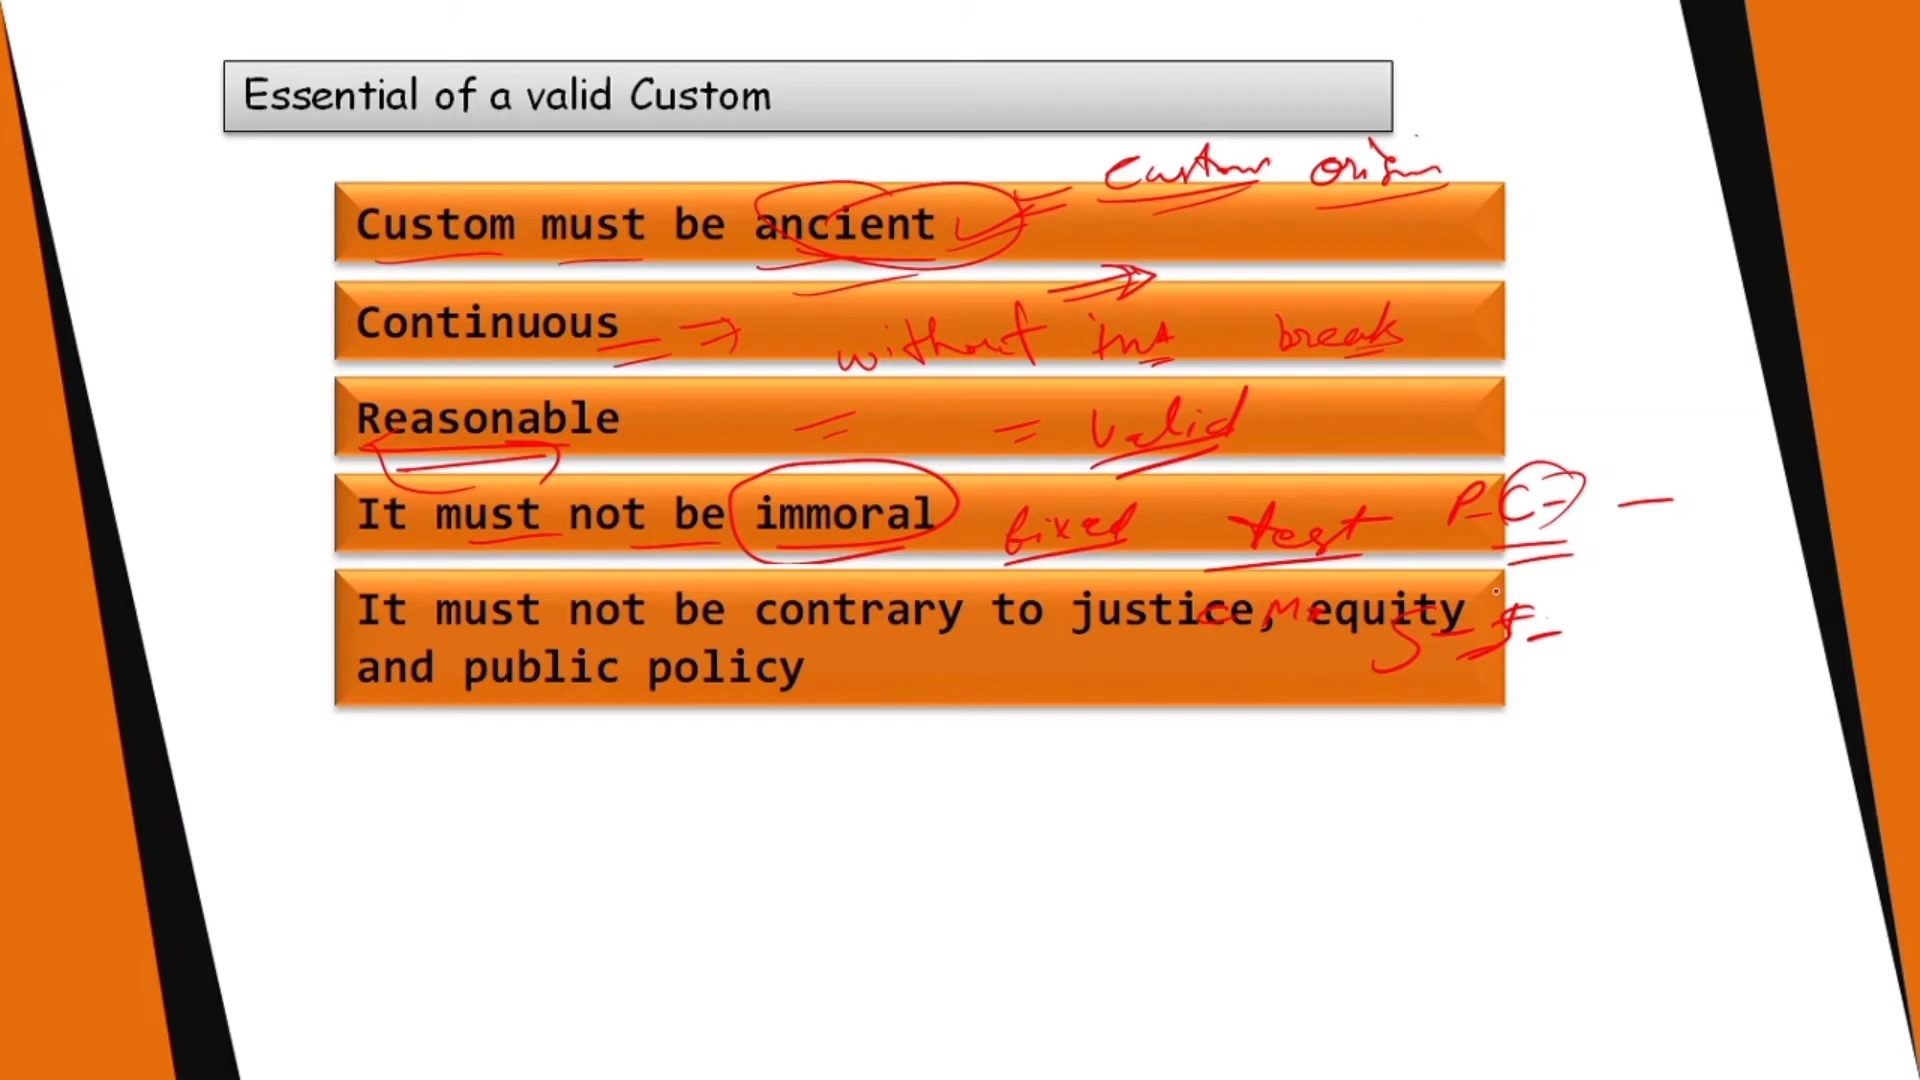 Essential of a valid Custom
custom origin
Custom must be ancient
Continuous without int break
Reasonable = = valid
It must not be immoral fixed test
It must not be contrary to justice, equity
and public policy